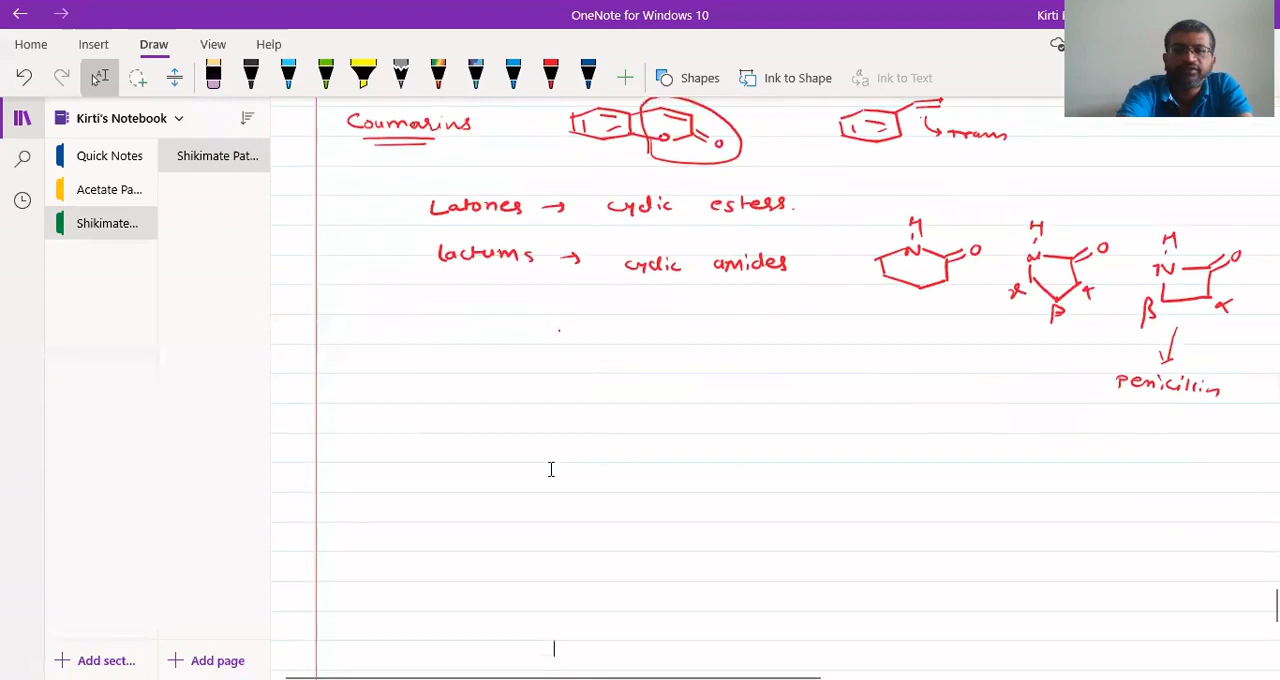 OneNote for Windows 10
Kirti
Home Insert Draw View Help
Shapes Ink to Shape Ink to Text
Kirti's Notebook
Quick Notes
Acetate Pa...
Shikimate...
Shikimate Pat...
Add sect...
Add page
Coumarins
O O
trans
Latones → cyclic esters.
lactums → cyclic amides
H N O
H N O γ β α
H N O β α
Penicillin